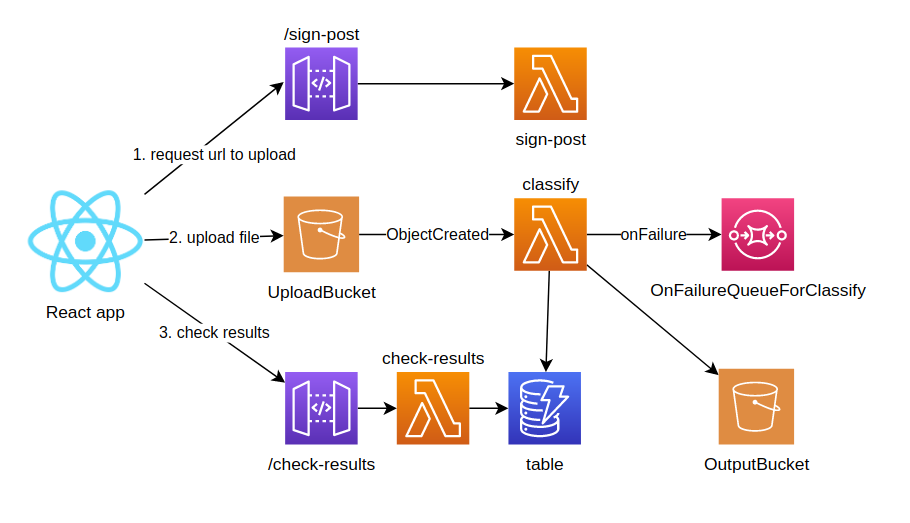 /sign-post
sign-post
1. request url to upload
classify
2. upload file
ObjectCreated
onFailure
UploadBucket
OnFailureQueueForClassify
React app
3. check results
check-results
/check-results
table
OutputBucket